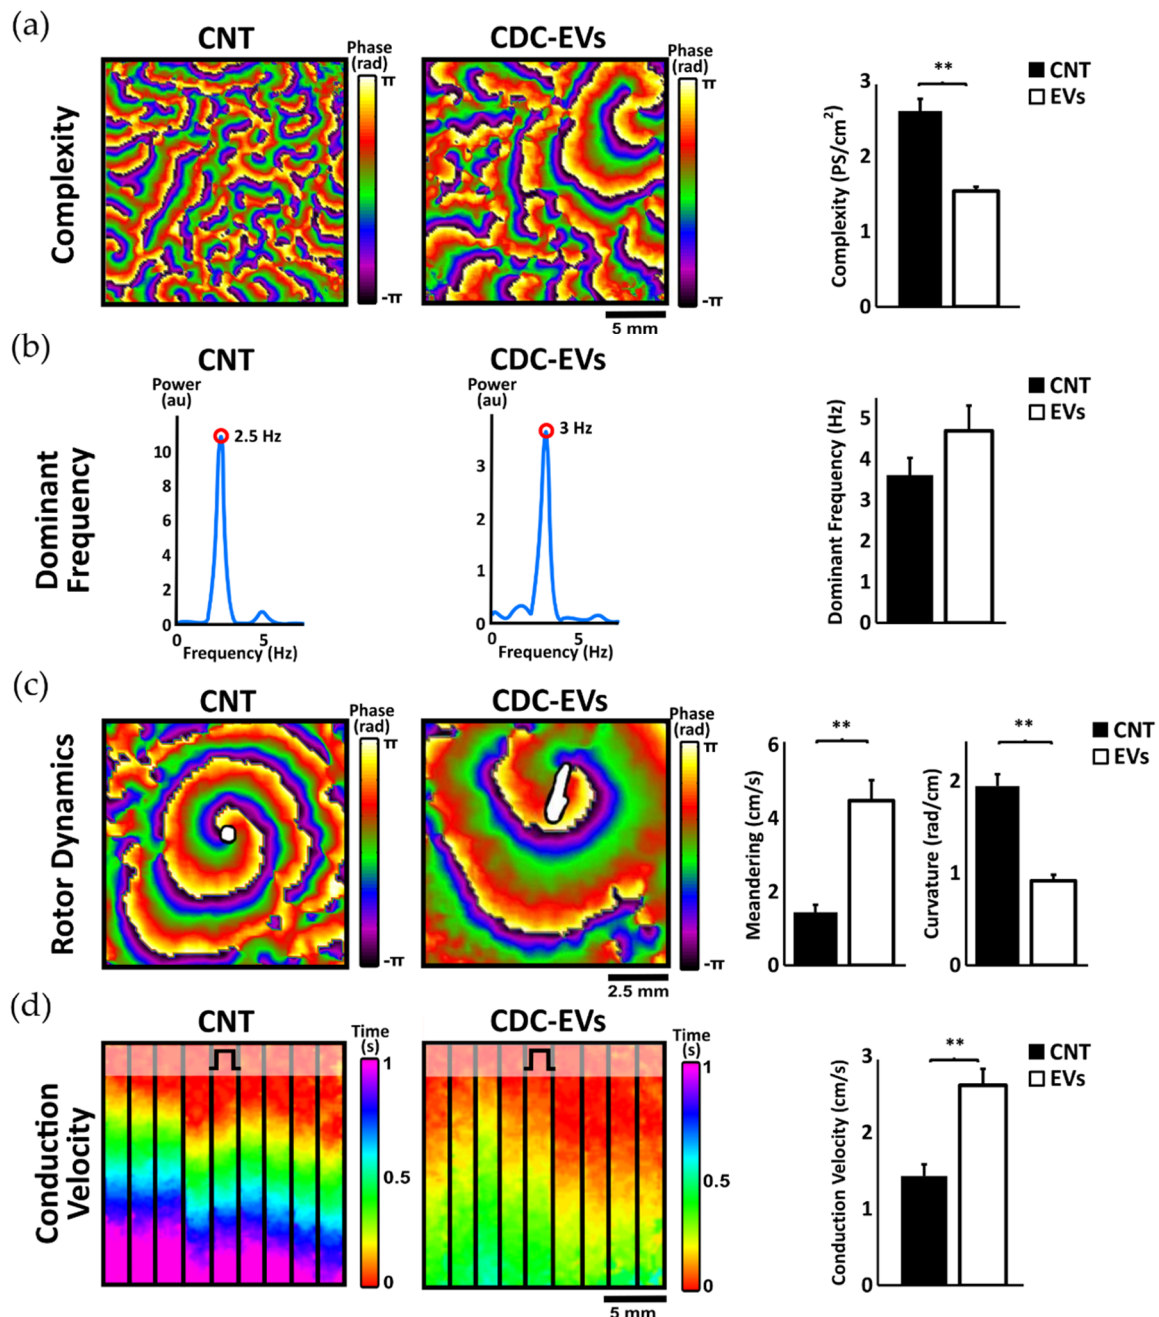 (a)
CNT
CDC-EVs
Complexity
Phase
(rad)
π
-π
Phase
(rad)
π
-π
5 mm
**
CNT
EVs
Complexity (PS/cm2)
3
2
1
0
(b)
CNT
CDC-EVs
Dominant
Frequency
Power
(au)
10
8
6
4
2
0
2.5 Hz
0
5
Frequency (Hz)
Power
(au)
3
2
1
0
3 Hz
0
5
Frequency (Hz)
CNT
EVs
Dominant Frequency (Hz)
5
4
3
2
1
0
(c)
CNT
CDC-EVs
Rotor Dynamics
Phase
(rad)
π
-π
Phase
(rad)
π
-π
2.5 mm
**
Meandering (cm/s)
6
4
2
0
**
Curvature (rad/cm)
2
1
0
CNT
EVs
(d)
CNT
CDC-EVs
Conduction
Velocity
Time
(s)
1
0.5
0
Time
(s)
1
0.5
0
5 mm
**
CNT
EVs
Conduction Velocity (cm/s)
3
2
1
0